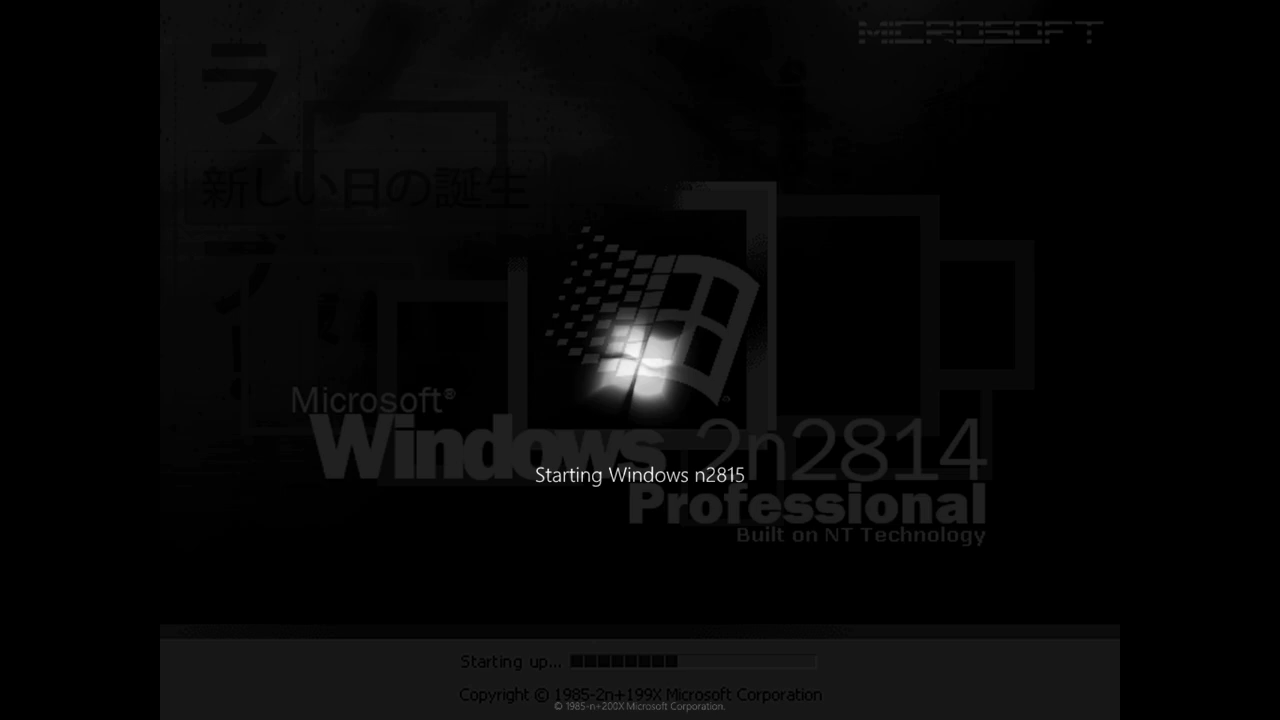 MICROSOFT
ラ
新しい日の誕生
Microsoft®
Windows 2n2814
Starting Windows n2815
Professional
Built on NT Technology
Starting up...
Copyright © 1985-2n+199X Microsoft Corporation
© 1985-n+200X Microsoft Corporation.